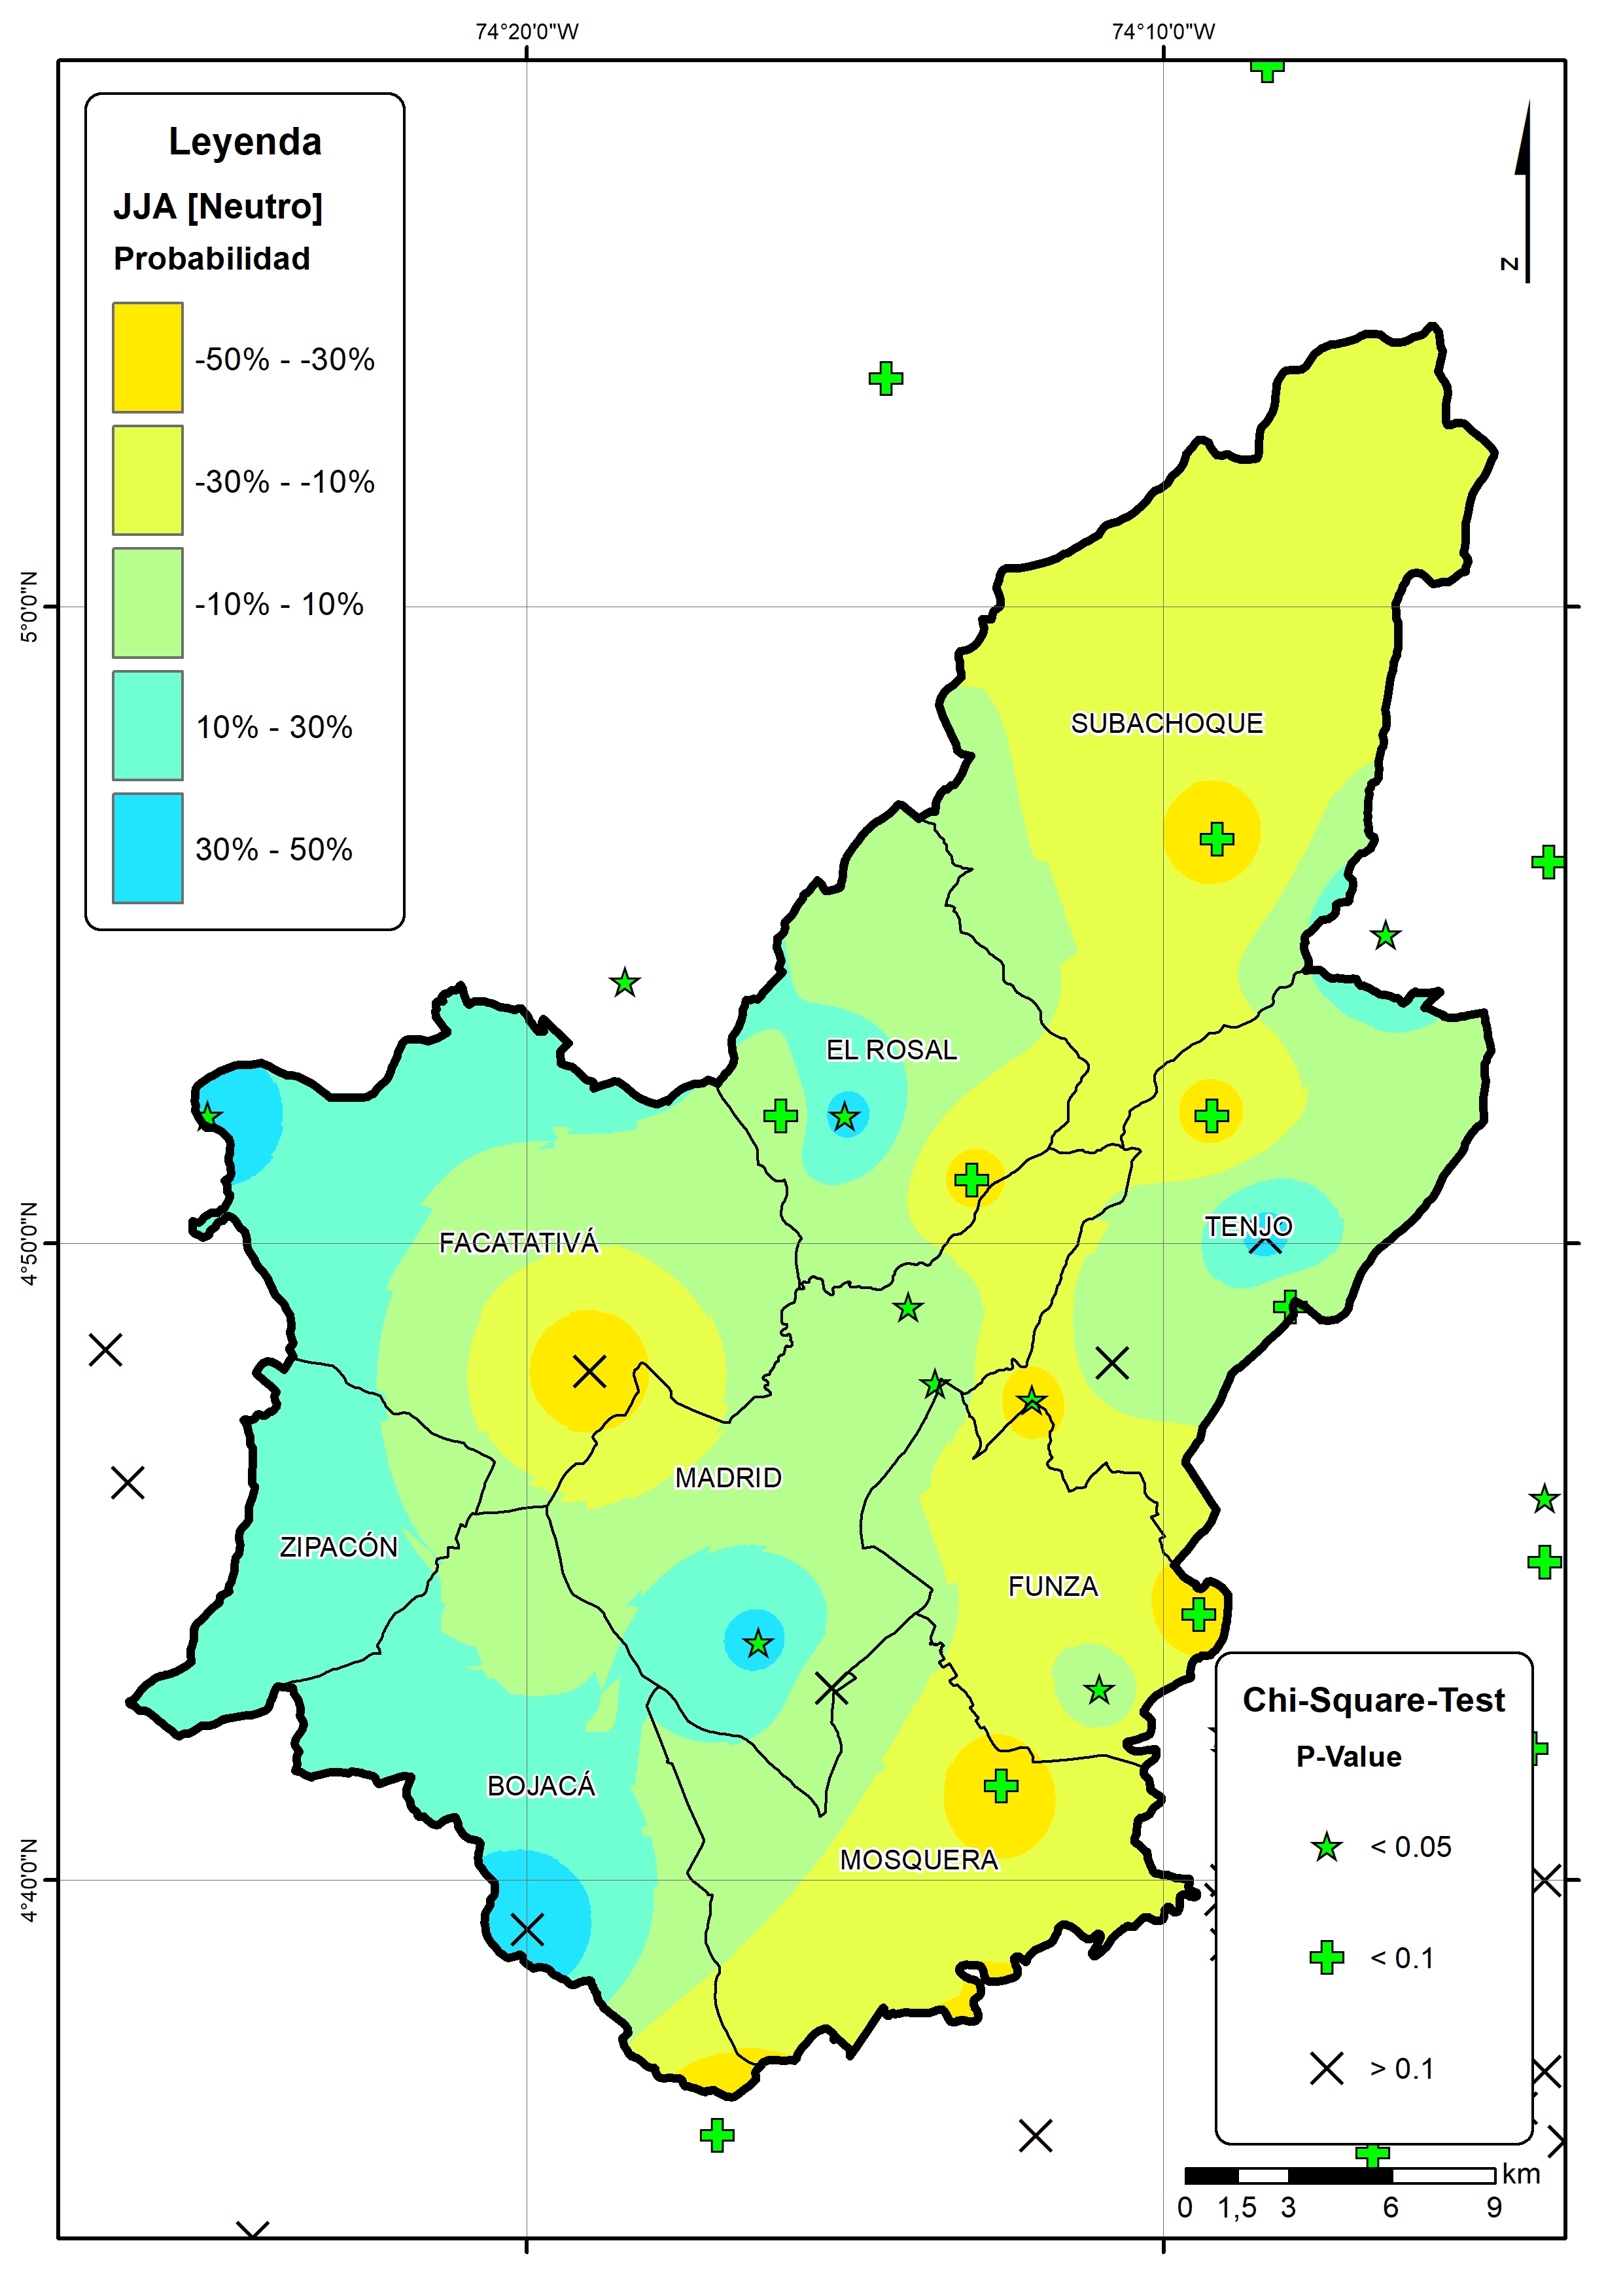 74°20'0"W
74°10'0"W
Leyenda
JJA [Neutro]
Probabilidad
-50% - -30%
-30% - -10%
-10% - 10%
10% - 30%
30% - 50%
z
5°0'0"N
SUBACHOQUE
EL ROSAL
4°50'0"N
FACATATIVÁ
TENJO
MADRID
ZIPACÓN
FUNZA
BOJACÁ
MOSQUERA
4°40'0"N
Chi-Square-Test
P-Value
< 0.05
< 0.1
> 0.1
km
0 1,5 3 6 9